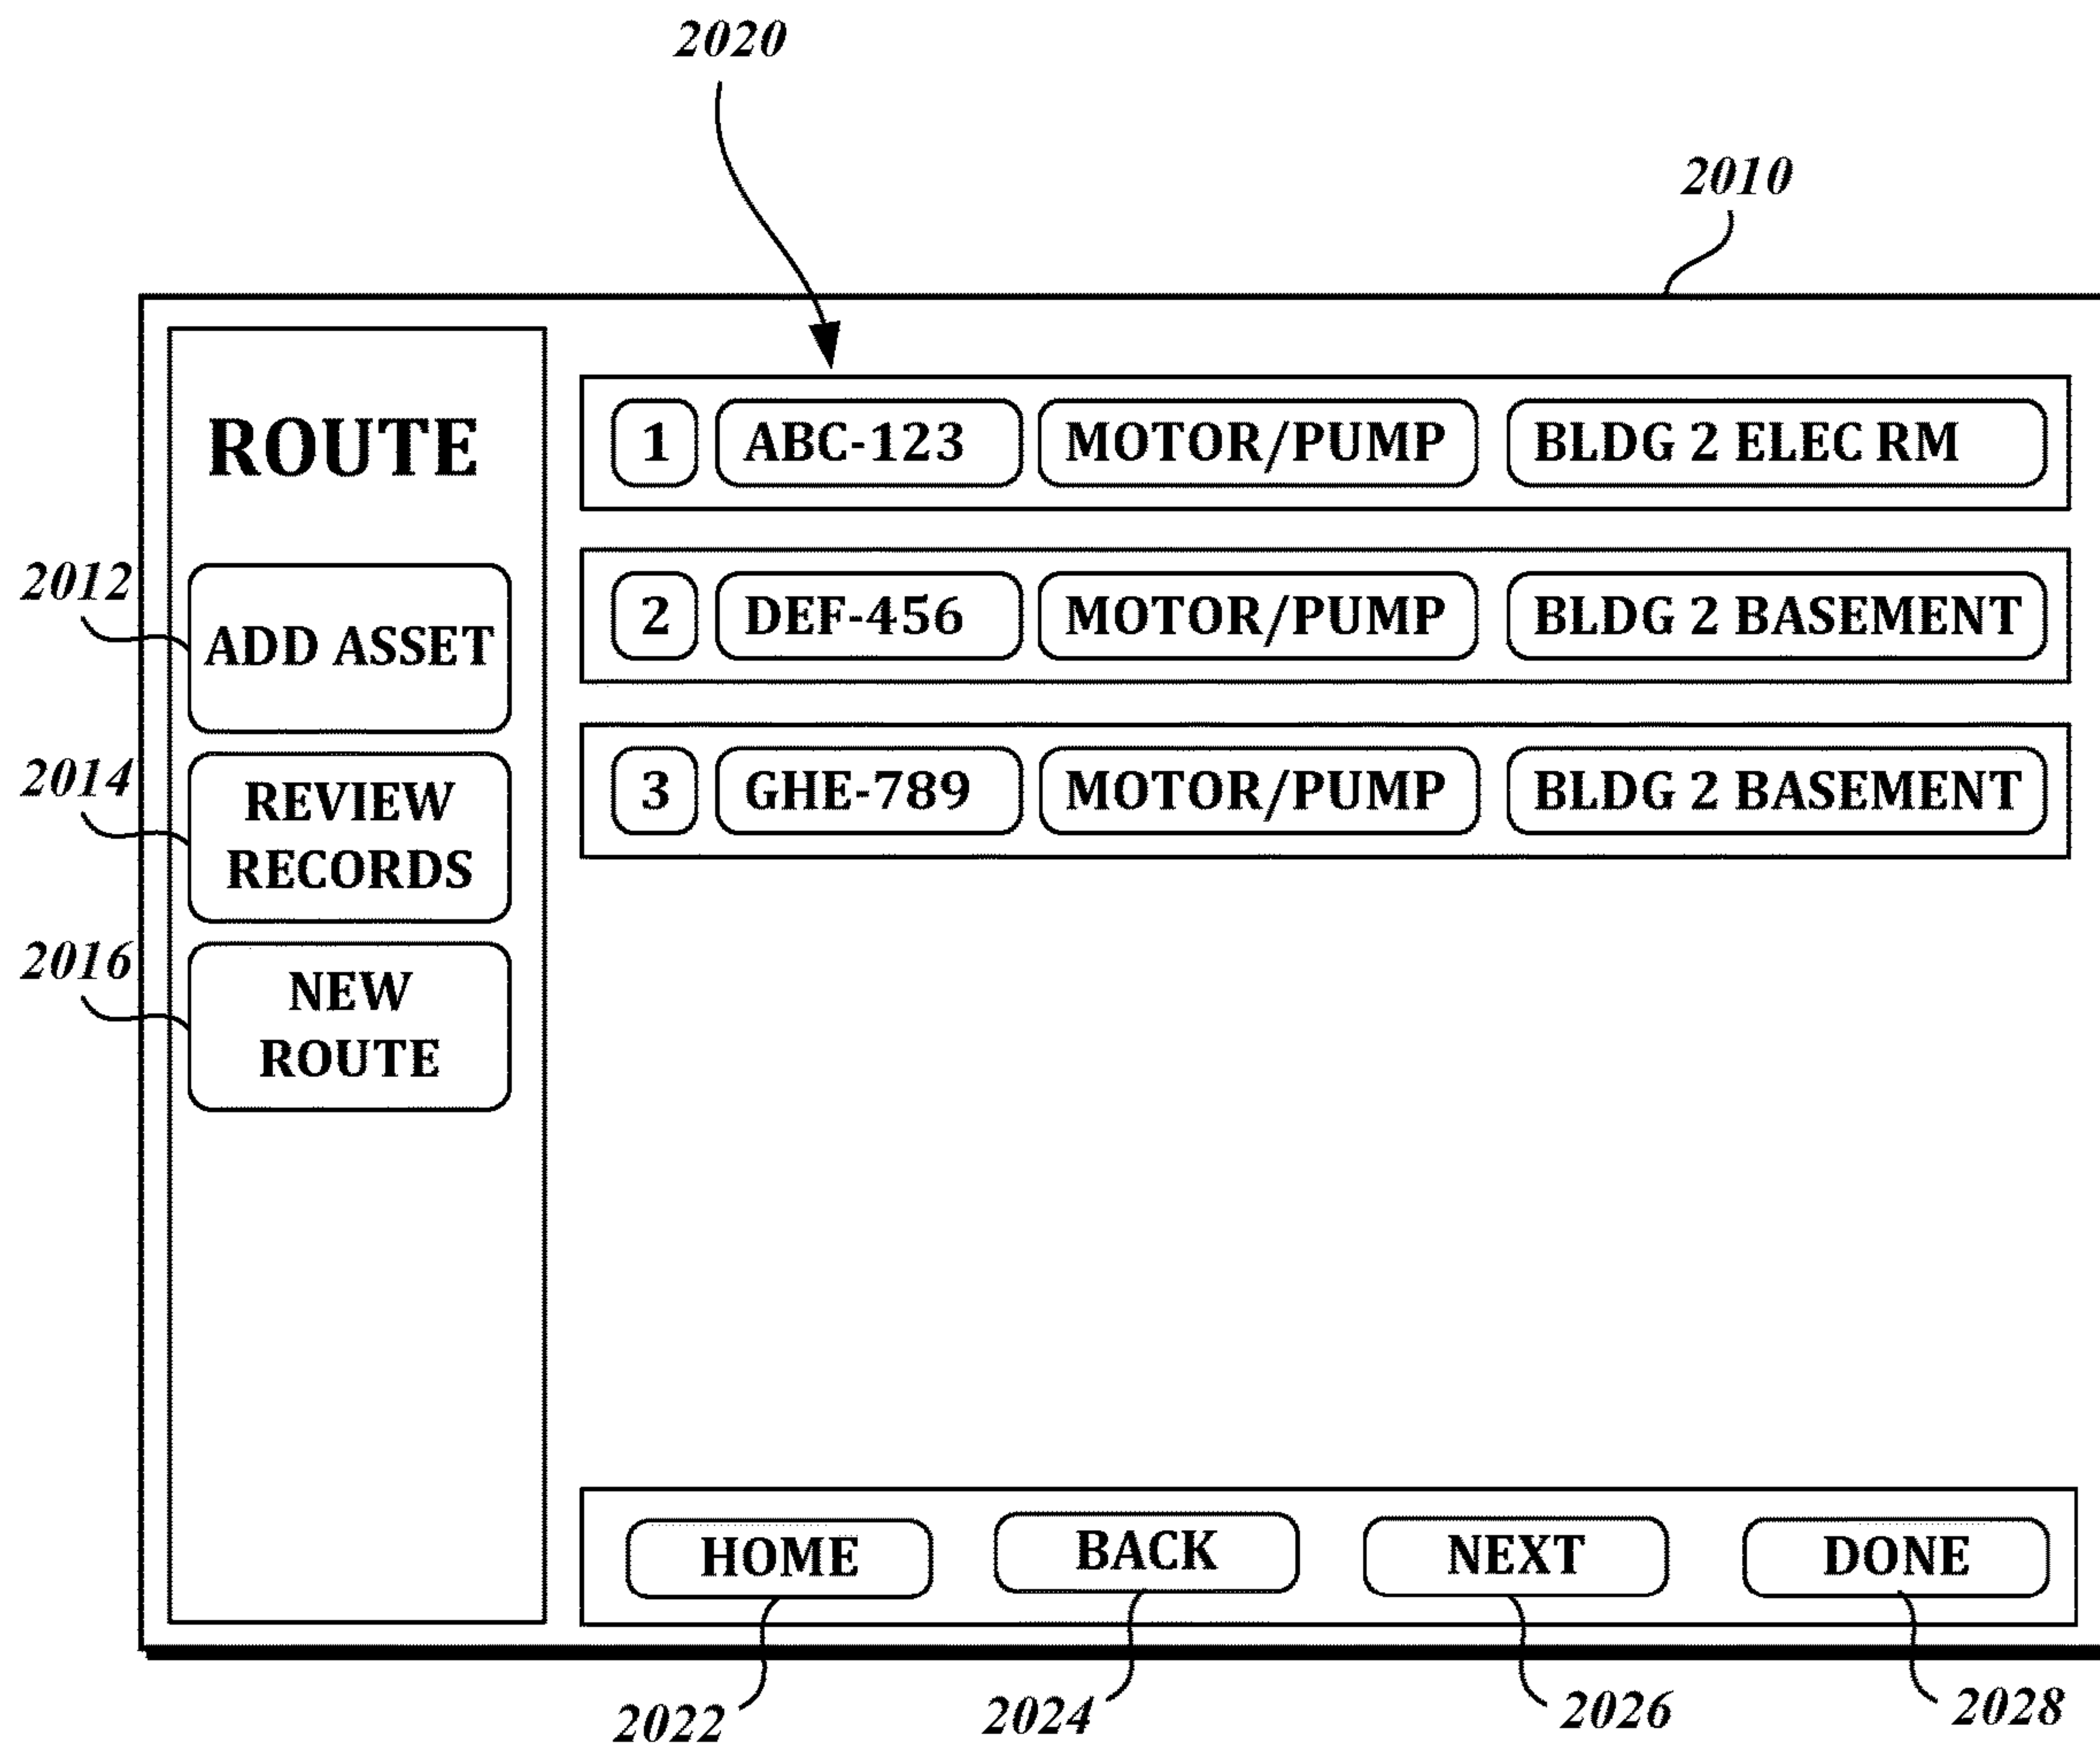 2020
2010
ROUTE
2012
ADD ASSET
2014
REVIEW
RECORDS
2016
NEW
ROUTE
1 ABC-123 MOTOR/PUMP BLDG 2 ELEC RM
2 DEF-456 MOTOR/PUMP BLDG 2 BASEMENT
3 GHE-789 MOTOR/PUMP BLDG 2 BASEMENT
HOME BACK NEXT DONE
2022 2024 2026 2028